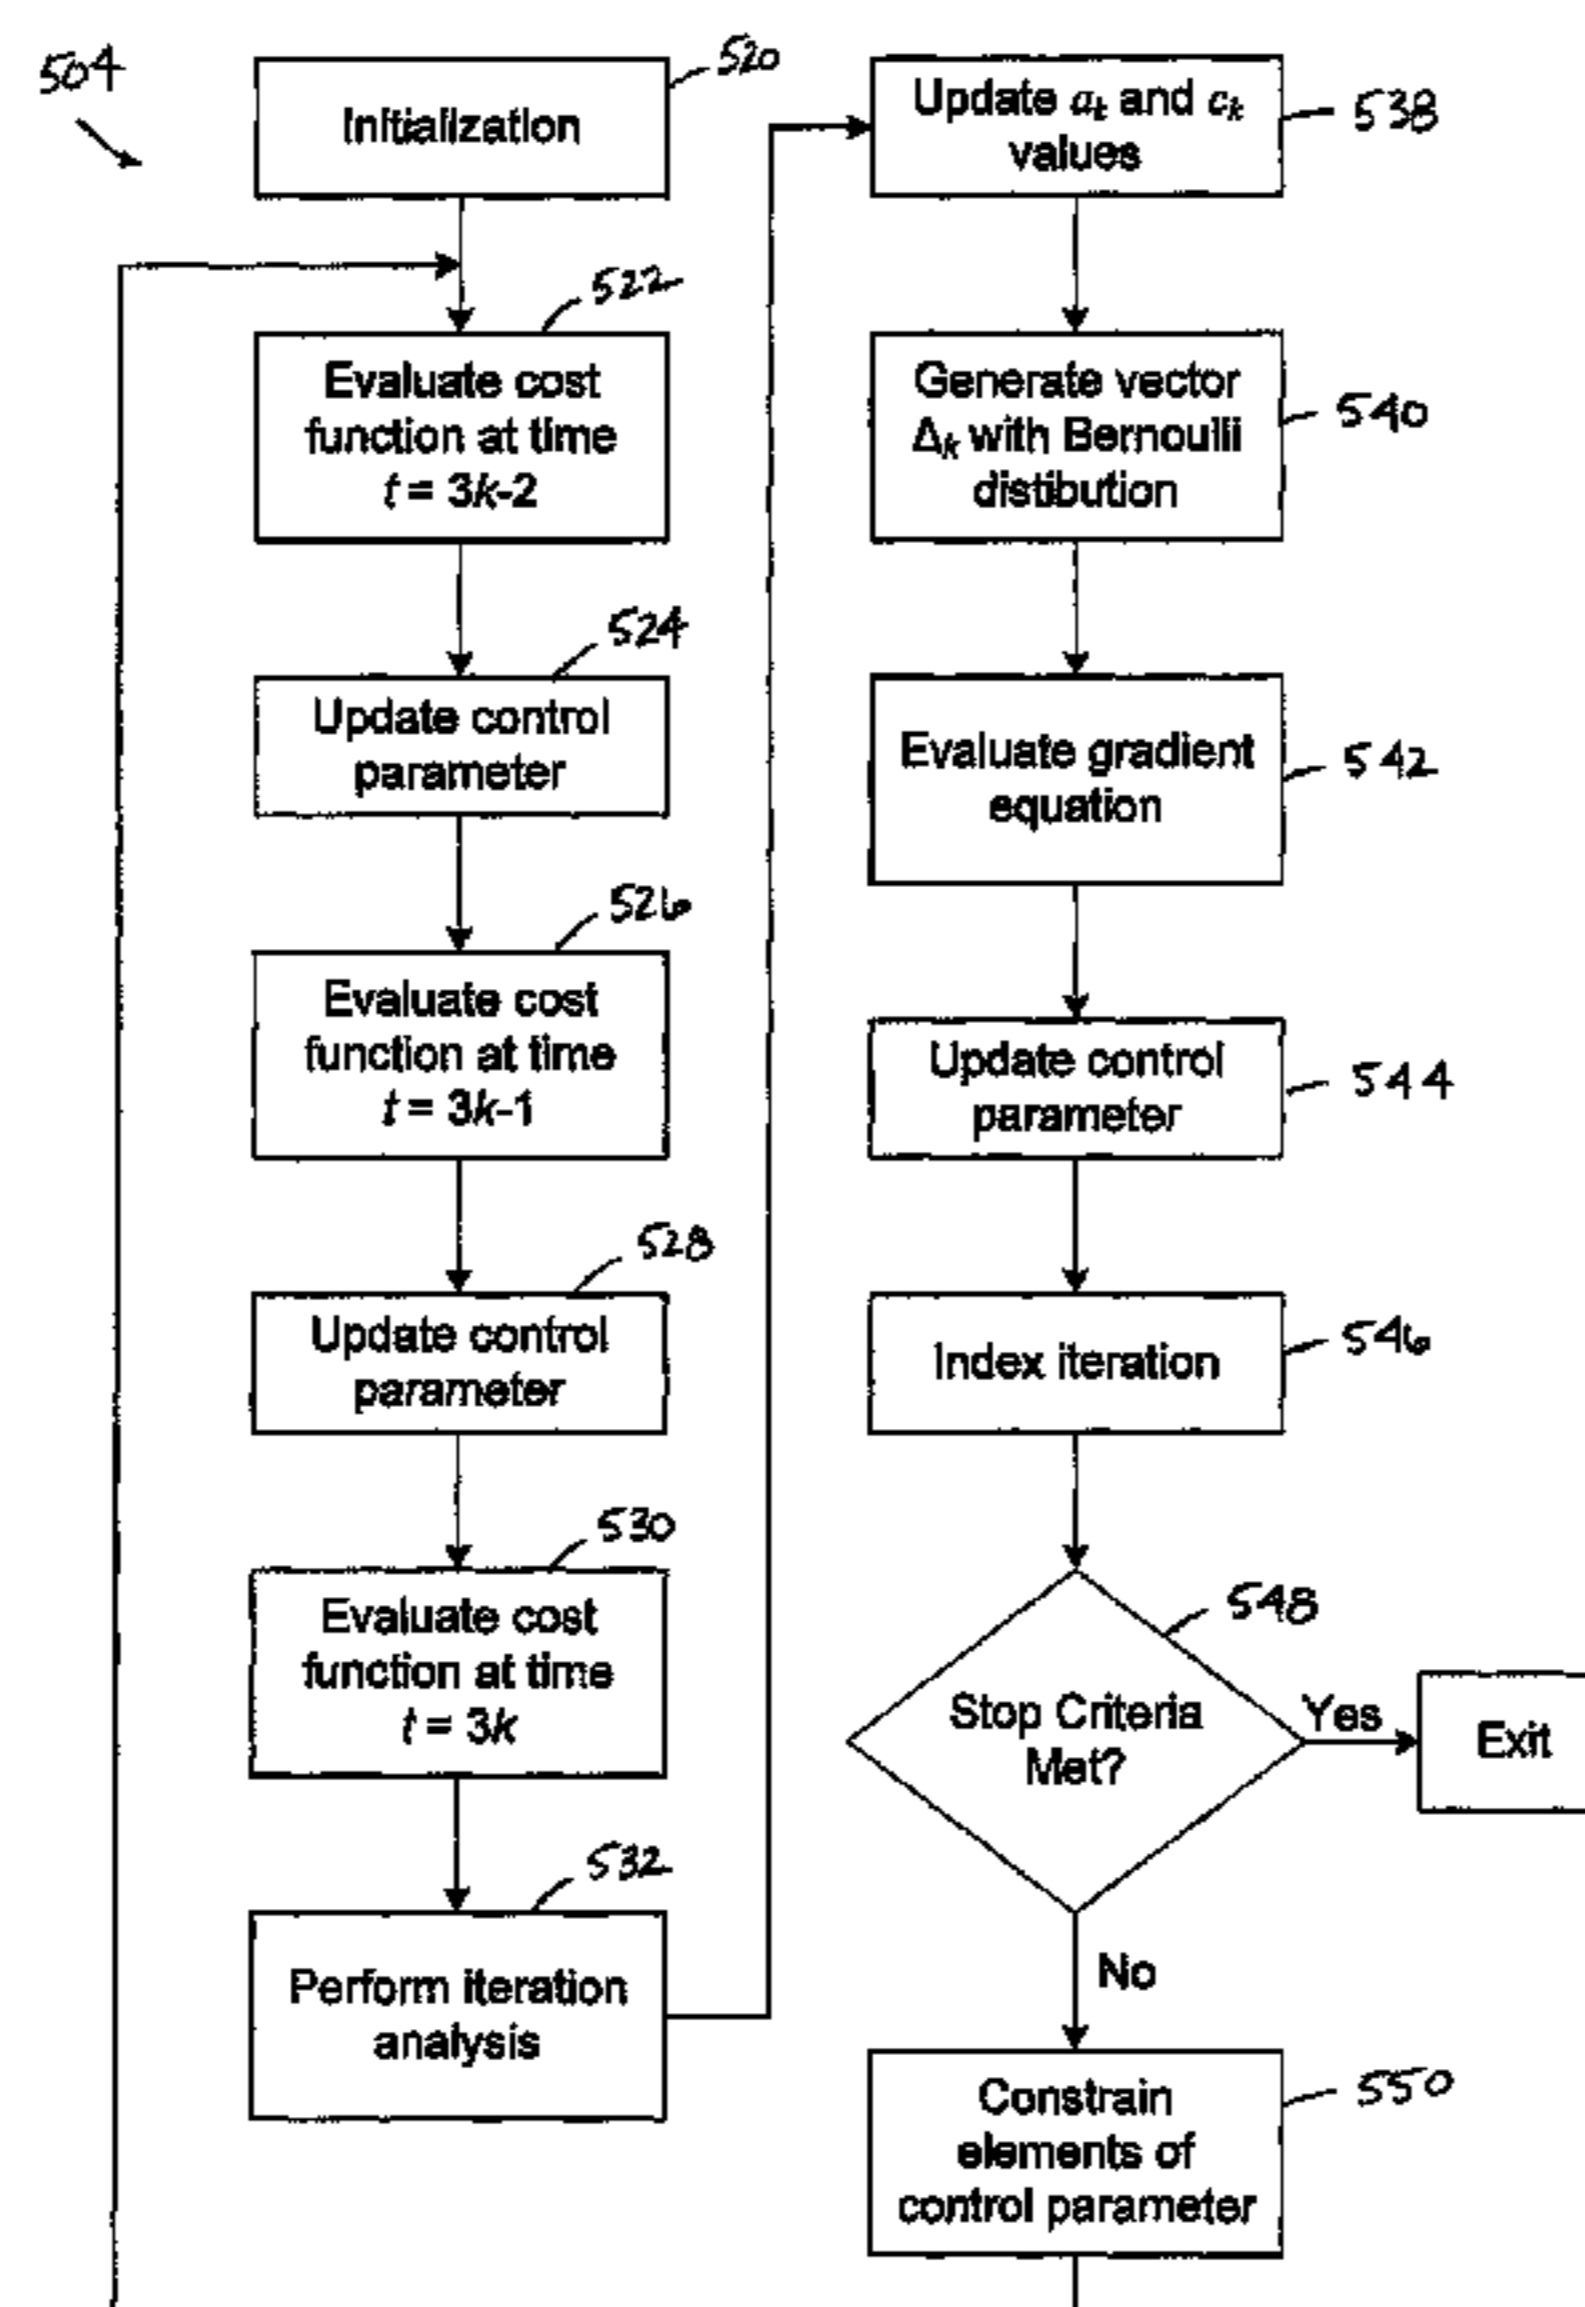 504
520
Initialization
522
Evaluate cost
function at time
t = 3k-2
524
Update control
parameter
526
Evaluate cost
function at time
t = 3k-1
528
Update control
parameter
530
Evaluate cost
function at time
t = 3k
532
Perform iteration
analysis
Update ak and ck
values
538
Generate vector
Δk with Bernoulli
distibution
540
Evaluate gradient
equation
542
Update control
parameter
544
Index iteration
546
548
Stop Criteria
Met?
Yes
Exit
No
Constrain
elements of
control parameter
550